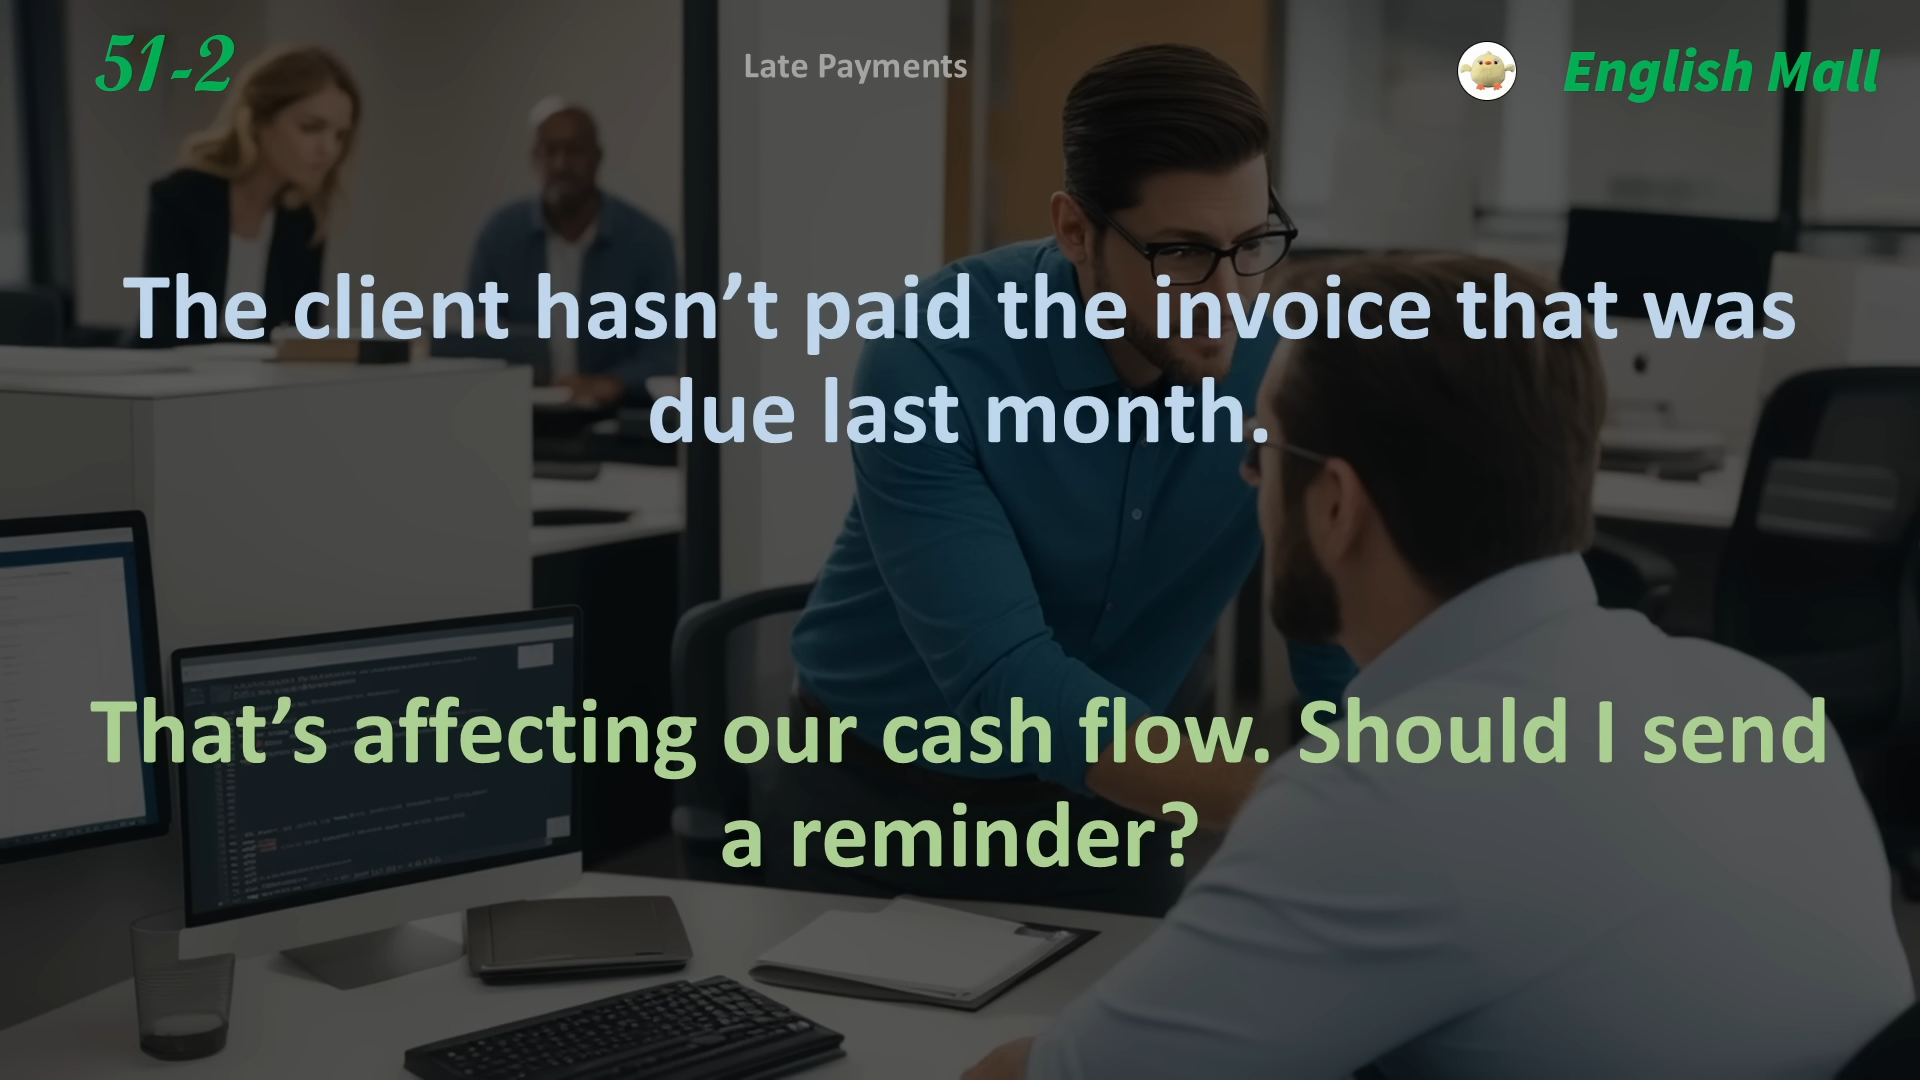 51-2
Late Payments
English Mall
The client hasn’t paid the invoice that was
due last month.
That’s affecting our cash flow. Should I send
a reminder?